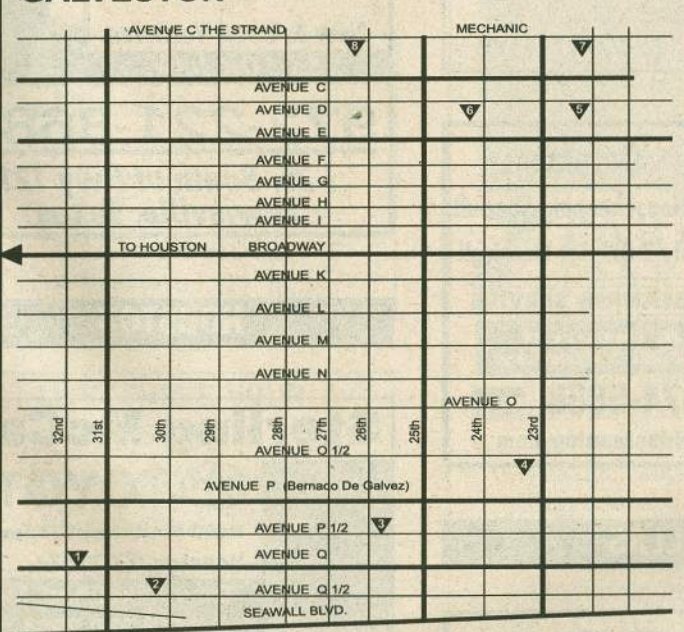 AVENUE C THE STRAND
MECHANIC
8
7
AVENUE C
AVENUE D
6
5
AVENUE E
AVENUE F
AVENUE G
AVENUE H
AVENUE I
TO HOUSTON BROADWAY
AVENUE K
AVENUE L
AVENUE M
AVENUE N
AVENUE O
32nd
31st
30th
29th
28th
27th
26th
25th
24th
23rd
AVENUE O 1/2
4
AVENUE P (Bernaco De Galvez)
AVENUE P 1/2
3
AVENUE Q
1
2
AVENUE Q 1/2
SEAWALL BLVD.